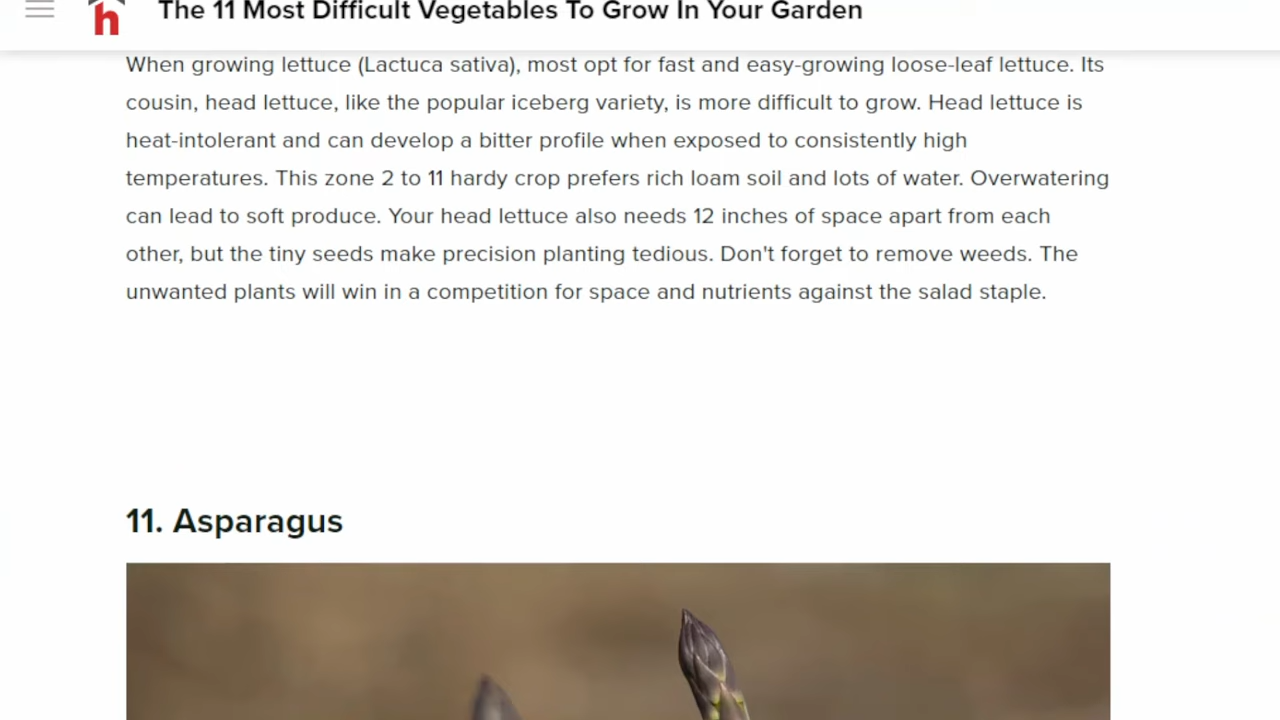 h
The 11 Most Difficult Vegetables To Grow In Your Garden
When growing lettuce (Lactuca sativa), most opt for fast and easy-growing loose-leaf lettuce. Its
cousin, head lettuce, like the popular iceberg variety, is more difficult to grow. Head lettuce is
heat-intolerant and can develop a bitter profile when exposed to consistently high
temperatures. This zone 2 to 11 hardy crop prefers rich loam soil and lots of water. Overwatering
can lead to soft produce. Your head lettuce also needs 12 inches of space apart from each
other, but the tiny seeds make precision planting tedious. Don't forget to remove weeds. The
unwanted plants will win in a competition for space and nutrients against the salad staple.
11. Asparagus